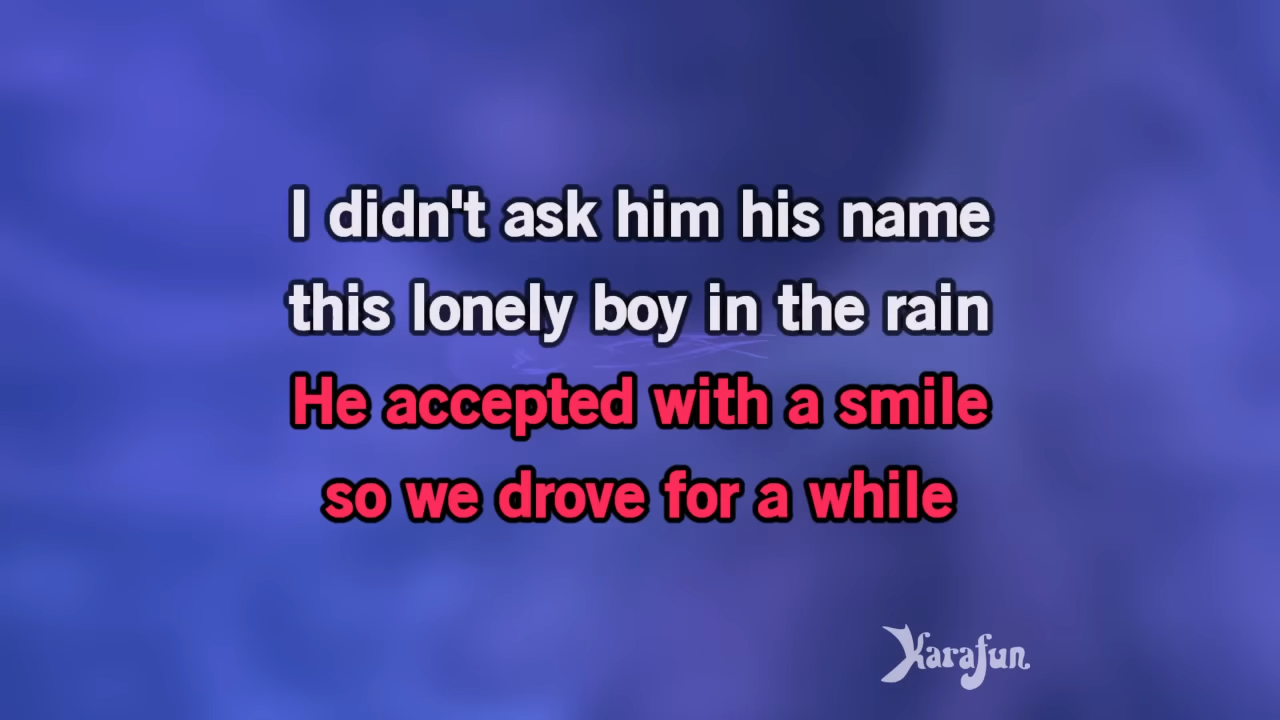 I didn't ask him his name
this lonely boy in the rain
He accepted with a smile
so we drove for a while
Karafun